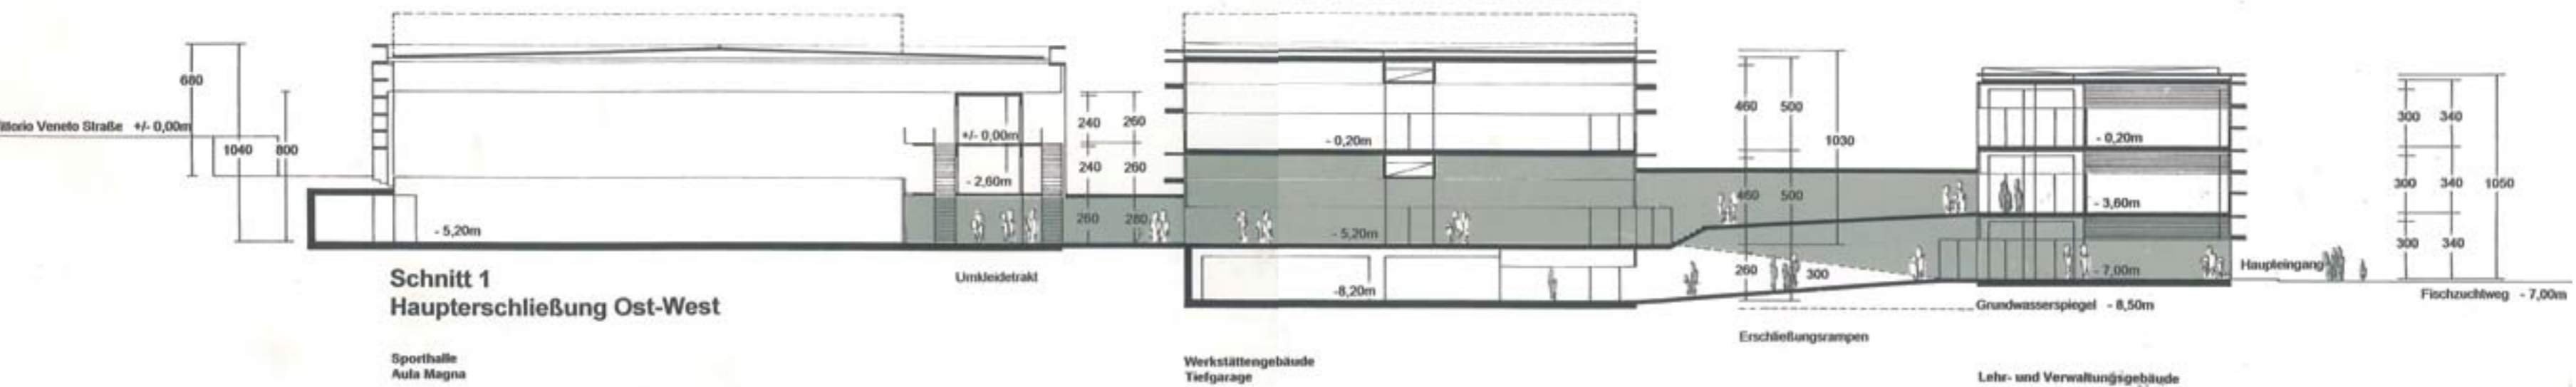 680
1040
800
Vittorio Veneto Straße +/- 0,00m
- 5,20m
+/- 0,00m
- 2,60m
240
260
240
260
260
280
Schnitt 1
Haupterschließung Ost-West
Umkleidetrakt
Sporthalle
Aula Magna
- 0,20m
- 5,20m
-8,20m
Werkstättengebäude
Tiefgarage
460
500
1030
460
500
260
300
Erschließungsrampen
- 0,20m
- 3,60m
- 7,00m
Haupteingang
Grundwasserspiegel - 8,50m
Lehr- und Verwaltungsgebäude
300
340
300
340
1050
300
340
Fischzuchtweg - 7,00m